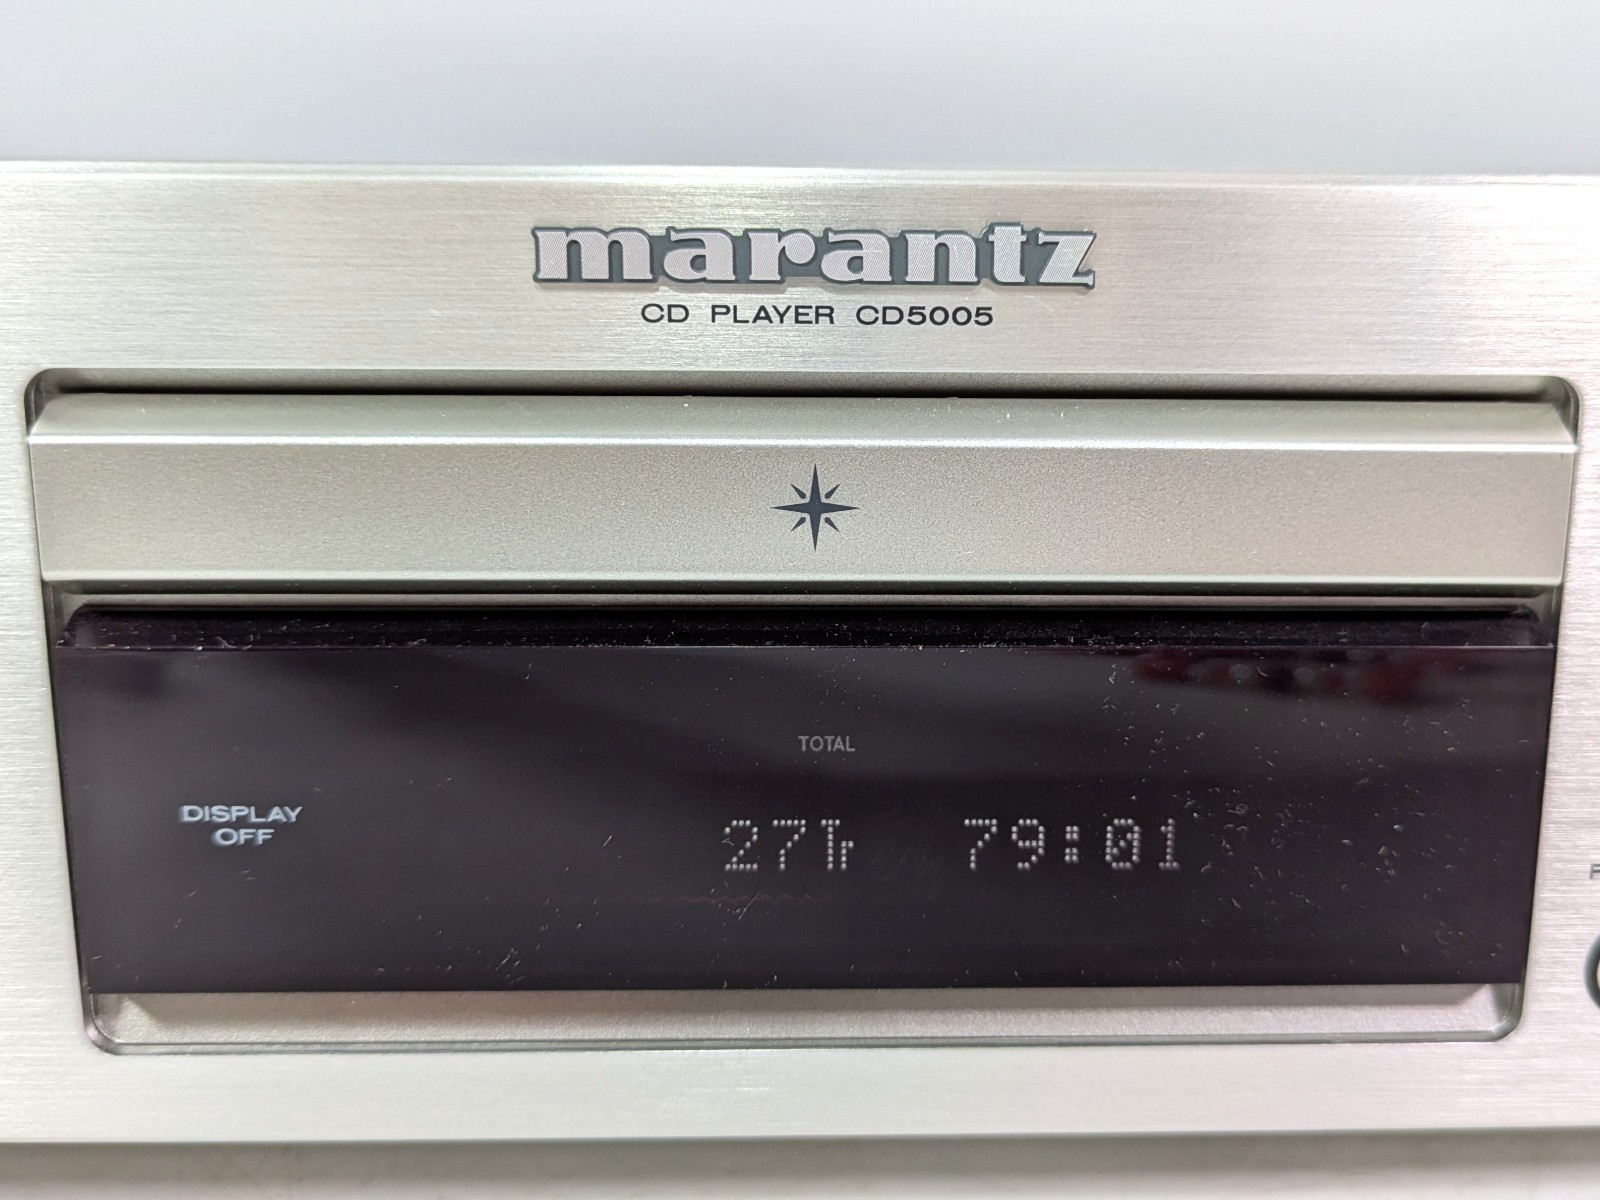 marantz
CD PLAYER CD5005
TOTAL
DISPLAY
OFF
27Tr 79:01